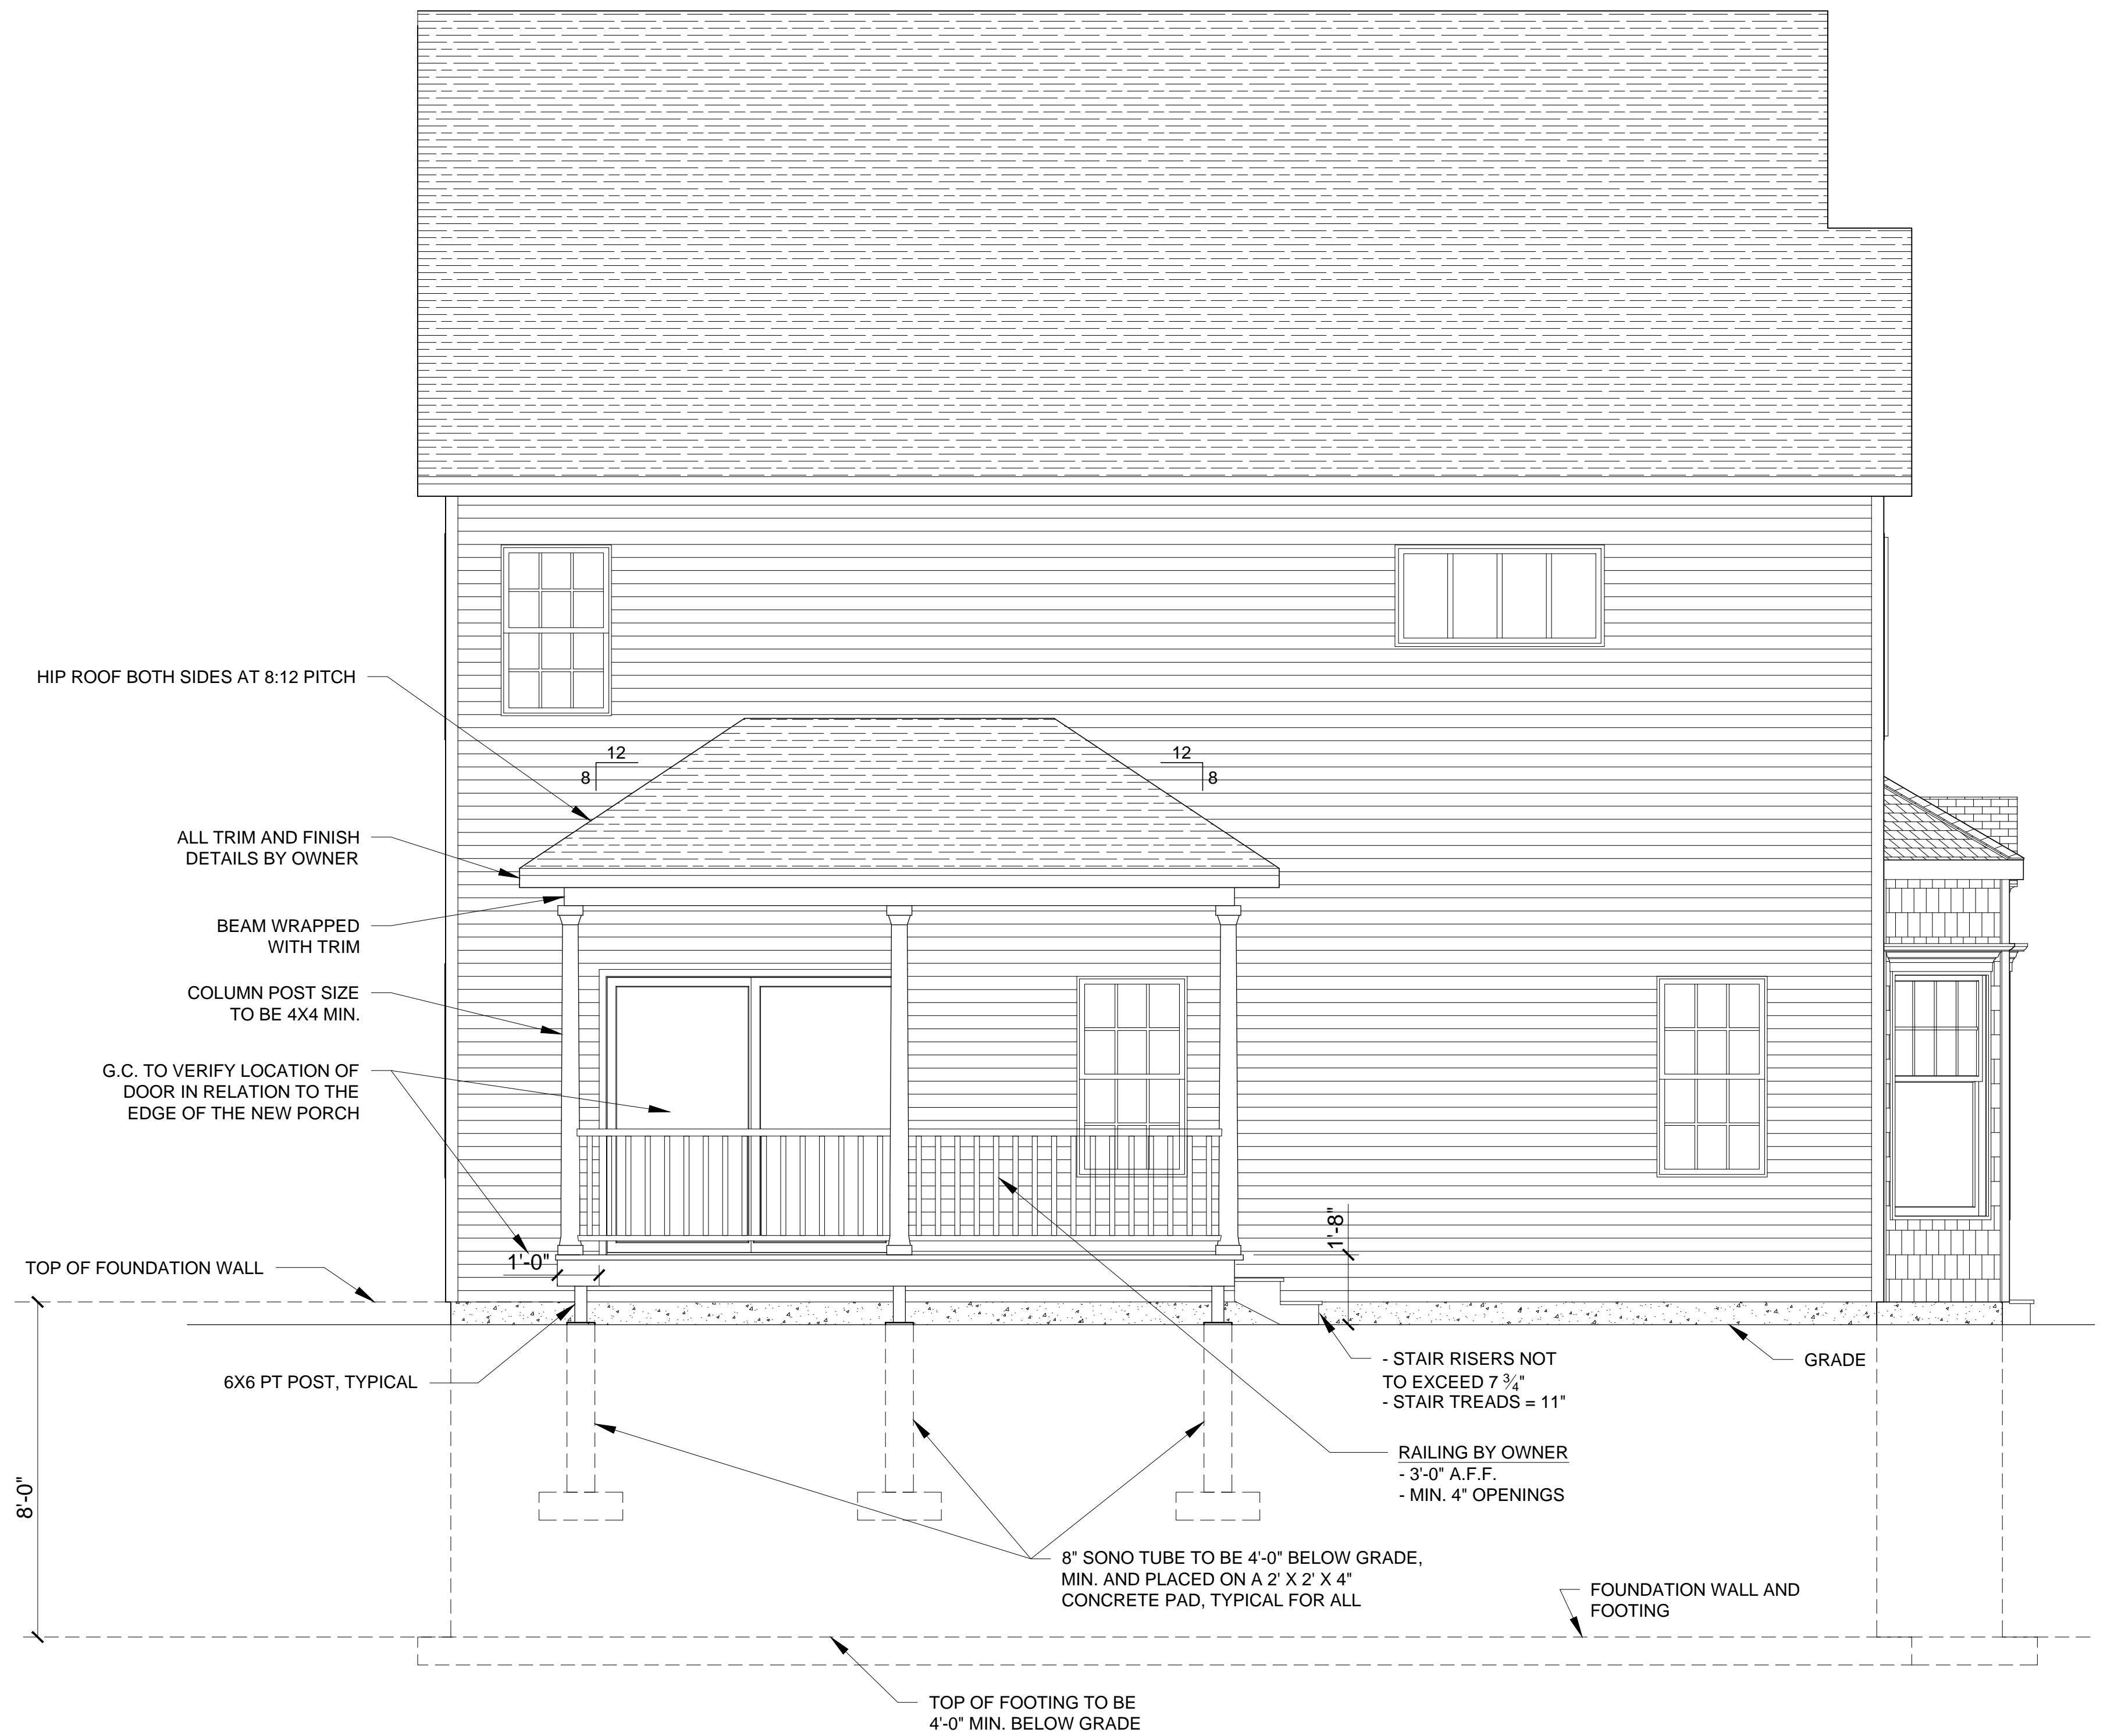 HIP ROOF BOTH SIDES AT 8:12 PITCH
12
8
12
8
ALL TRIM AND FINISH
DETAILS BY OWNER
BEAM WRAPPED
WITH TRIM
COLUMN POST SIZE
TO BE 4X4 MIN.
G.C. TO VERIFY LOCATION OF
DOOR IN RELATION TO THE
EDGE OF THE NEW PORCH
1'-8"
1'-0"
TOP OF FOUNDATION WALL
6X6 PT POST, TYPICAL
- STAIR RISERS NOT
TO EXCEED 7 3/4"
- STAIR TREADS = 11"
GRADE
RAILING BY OWNER
- 3'-0" A.F.F.
- MIN. 4" OPENINGS
8'-0"
8" SONO TUBE TO BE 4'-0" BELOW GRADE,
MIN. AND PLACED ON A 2' X 2' X 4"
CONCRETE PAD, TYPICAL FOR ALL
FOUNDATION WALL AND
FOOTING
TOP OF FOOTING TO BE
4'-0" MIN. BELOW GRADE